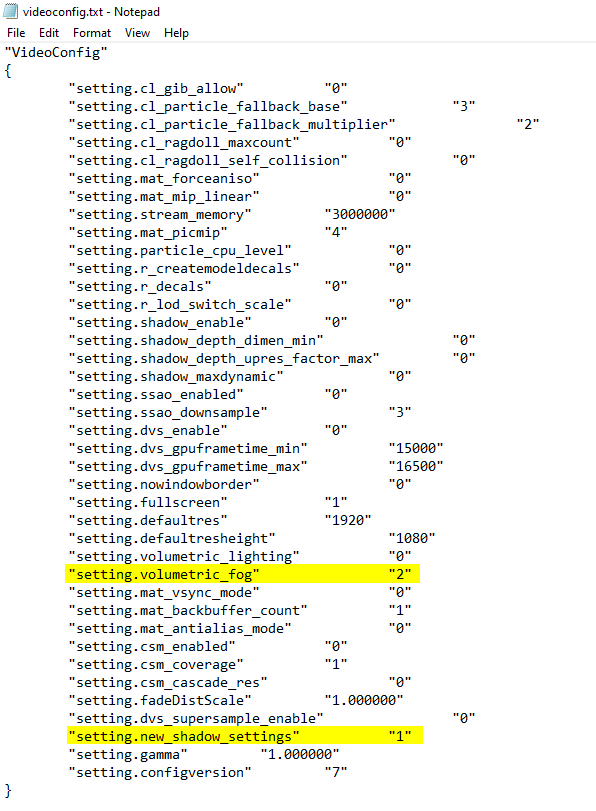 videoconfig.txt - Notepad
File Edit Format View Help
"VideoConfig"
{
"setting.cl_gib_allow" "0"
"setting.cl_particle_fallback_base" "3"
"setting.cl_particle_fallback_multiplier" "2"
"setting.cl_ragdoll_maxcount" "0"
"setting.cl_ragdoll_self_collision" "0"
"setting.mat_forceaniso" "0"
"setting.mat_mip_linear" "0"
"setting.stream_memory" "3000000"
"setting.mat_picmip" "4"
"setting.particle_cpu_level" "0"
"setting.r_createmodeldecals" "0"
"setting.r_decals" "0"
"setting.r_lod_switch_scale" "0"
"setting.shadow_enable" "0"
"setting.shadow_depth_dimen_min" "0"
"setting.shadow_depth_upres_factor_max" "0"
"setting.shadow_maxdynamic" "0"
"setting.ssao_enabled" "0"
"setting.ssao_downsample" "3"
"setting.dvs_enable" "0"
"setting.dvs_gpuframetime_min" "15000"
"setting.dvs_gpuframetime_max" "16500"
"setting.nowindowborder" "0"
"setting.fullscreen" "1"
"setting.defaultres" "1920"
"setting.defaultresheight" "1080"
"setting.volumetric_lighting" "0"
"setting.volumetric_fog" "2"
"setting.mat_vsync_mode" "0"
"setting.mat_backbuffer_count" "1"
"setting.mat_antialias_mode" "0"
"setting.csm_enabled" "0"
"setting.csm_coverage" "1"
"setting.csm_cascade_res" "0"
"setting.fadeDistScale" "1.000000"
"setting.dvs_supersample_enable" "0"
"setting.new_shadow_settings" "1"
"setting.gamma" "1.000000"
"setting.configversion" "7"
}